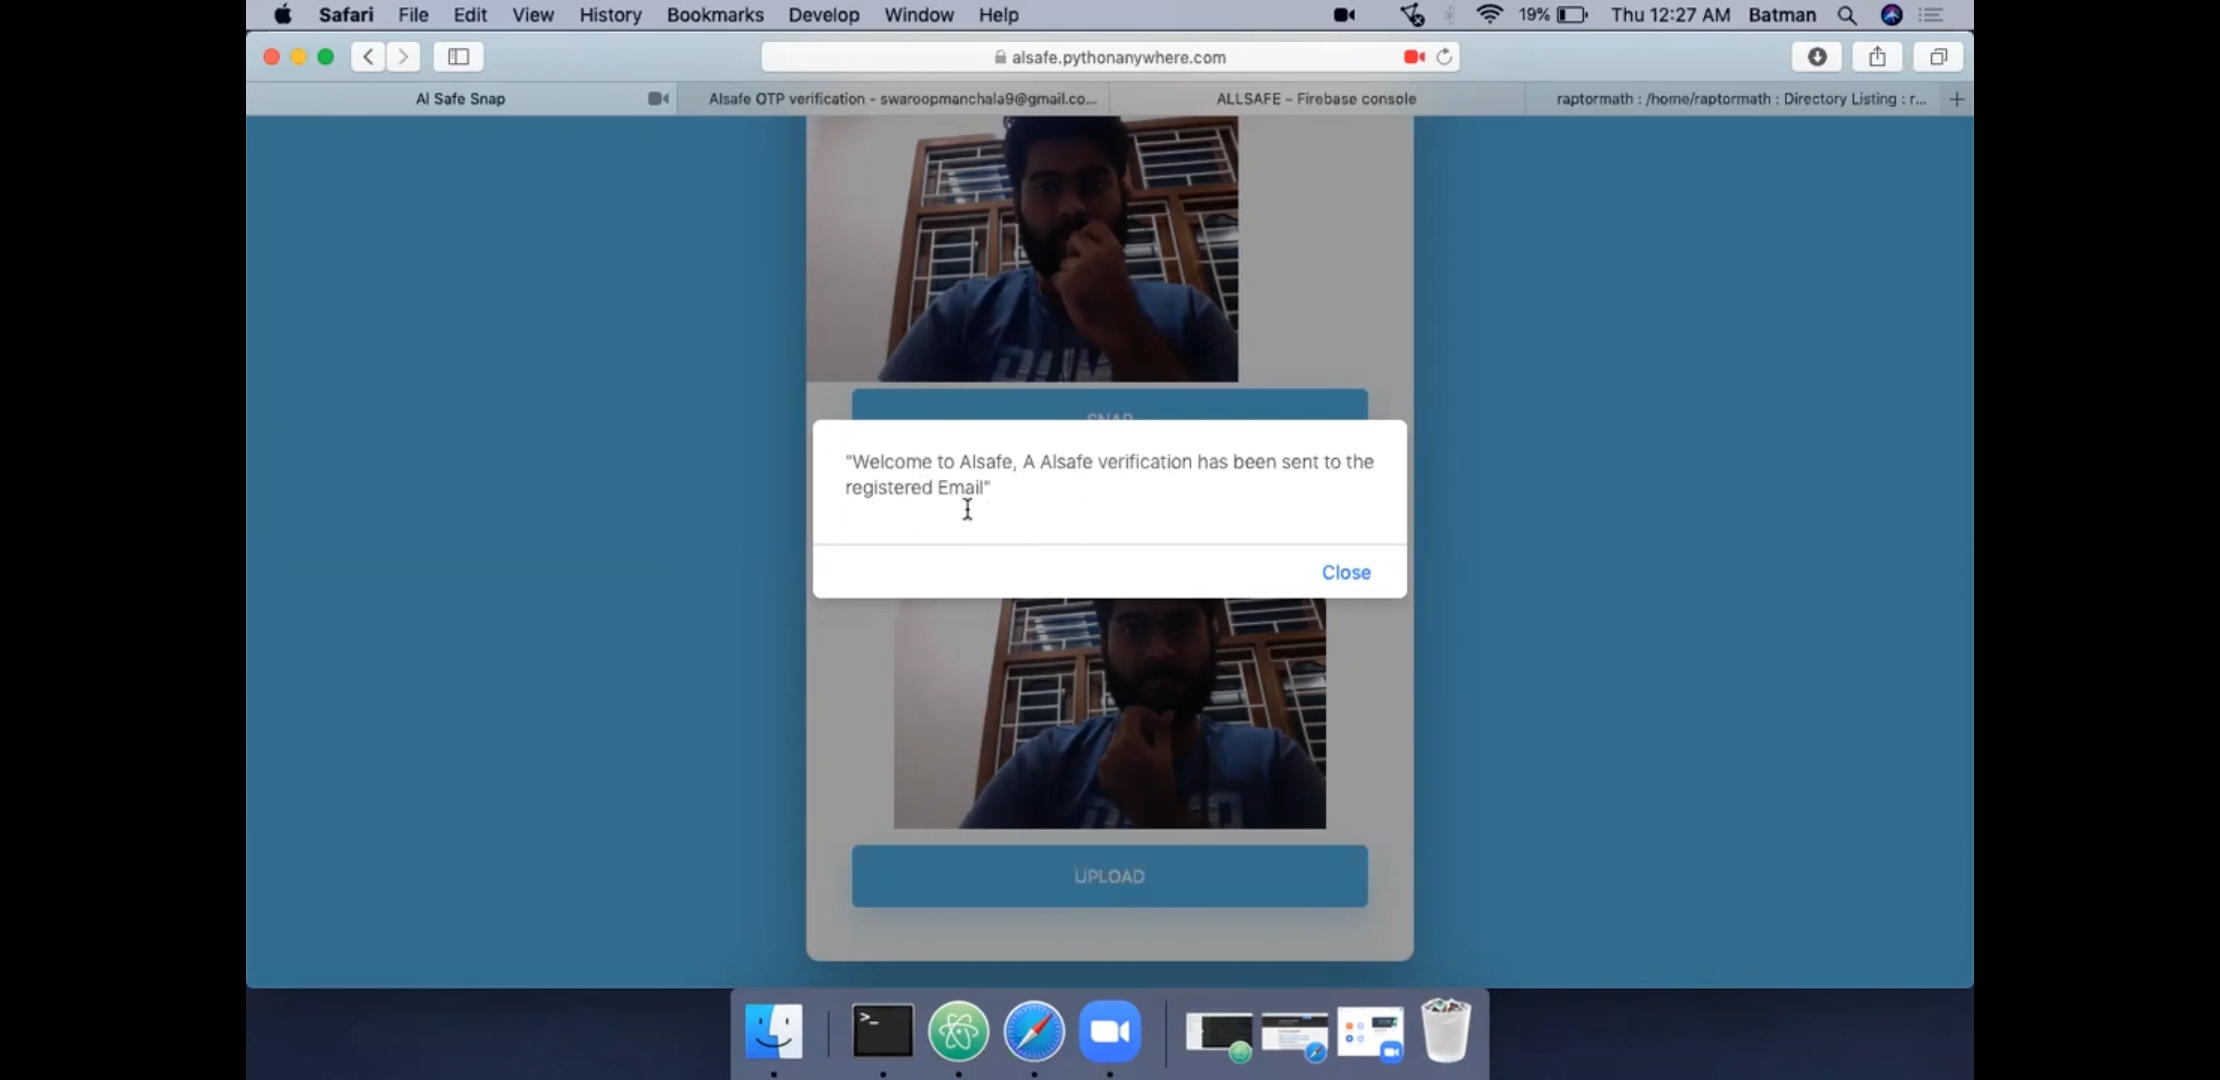 Safari File Edit View History Bookmarks Develop Window Help 19% Thu 12:27 AM Batman
alsafe.pythonanywhere.com
AI Safe Snap Alsafe OTP verification - swaroopmanchala9@gmail.co... ALLSAFE – Firebase console raptormath : /home/raptormath : Directory Listing : r...
SNAP
"Welcome to Alsafe, A Alsafe verification has been sent to the
registered Email"
Close
UPLOAD